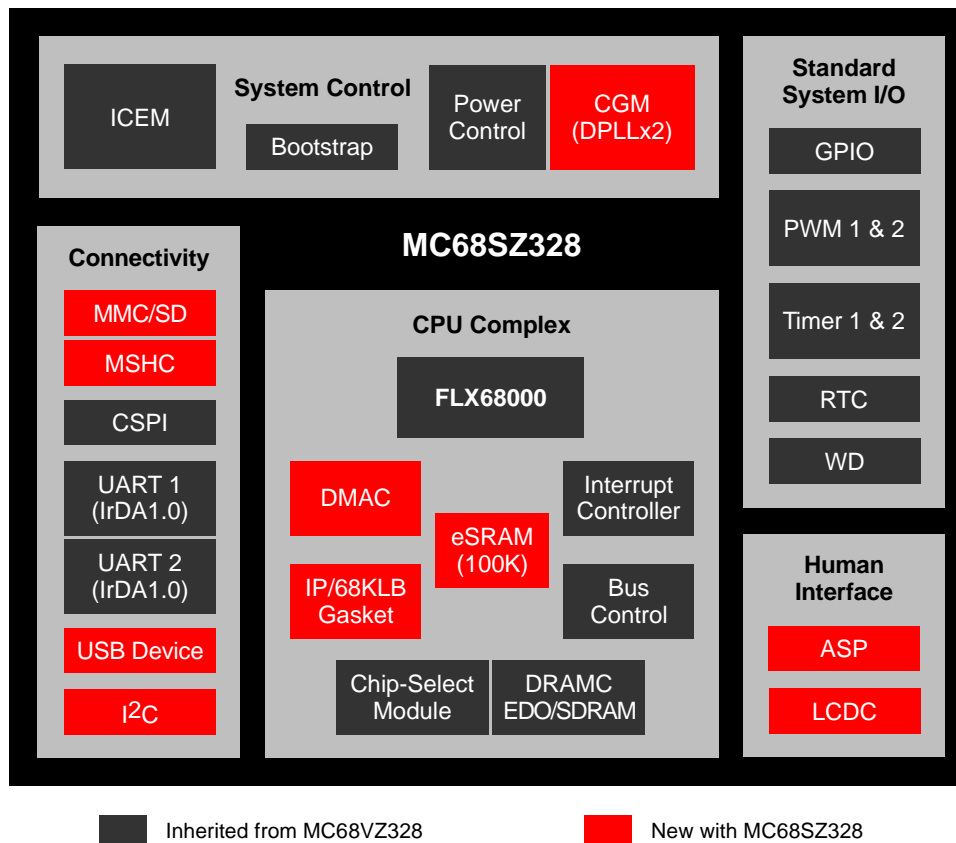 System Control
ICEM
Bootstrap
Power
Control
CGM
(DPLLx2)
Standard
System I/O
GPIO
PWM 1 & 2
Timer 1 & 2
RTC
WD
MC68SZ328
Connectivity
MMC/SD
MSHC
CSPI
UART 1
(IrDA1.0)
UART 2
(IrDA1.0)
USB Device
I2C
CPU Complex
FLX68000
DMAC
eSRAM
(100K)
Interrupt
Controller
IP/68KLB
Gasket
Bus
Control
Chip-Select
Module
DRAMC
EDO/SDRAM
Human
Interface
ASP
LCDC
Inherited from MC68VZ328
New with MC68SZ328